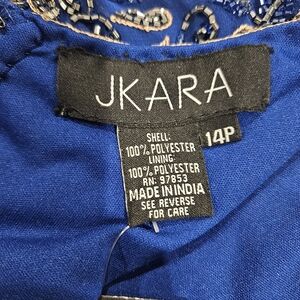 JKARA
14P
SHELL:
100% POLYESTER
LINING:
100% POLYESTER
RN: 97853
MADE IN INDIA
SEE REVERSE
FOR CARE